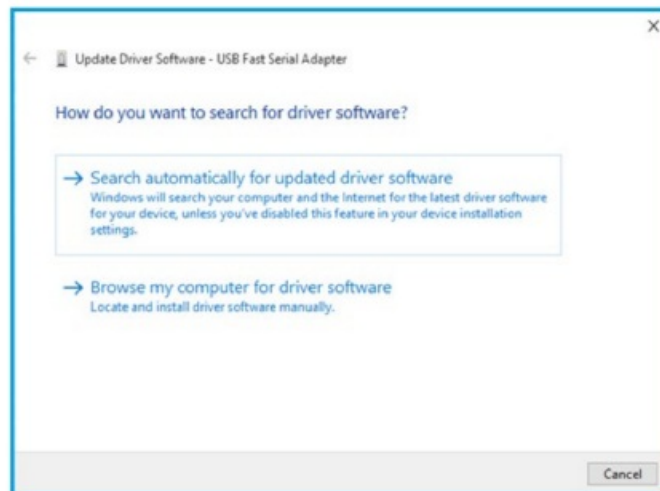 Update Driver Software - USB Fast Serial Adapter
How do you want to search for driver software?
Search automatically for updated driver software
Windows will search your computer and the Internet for the latest driver software
for your device, unless you've disabled this feature in your device installation
settings.
Browse my computer for driver software
Locate and install driver software manually.
Cancel